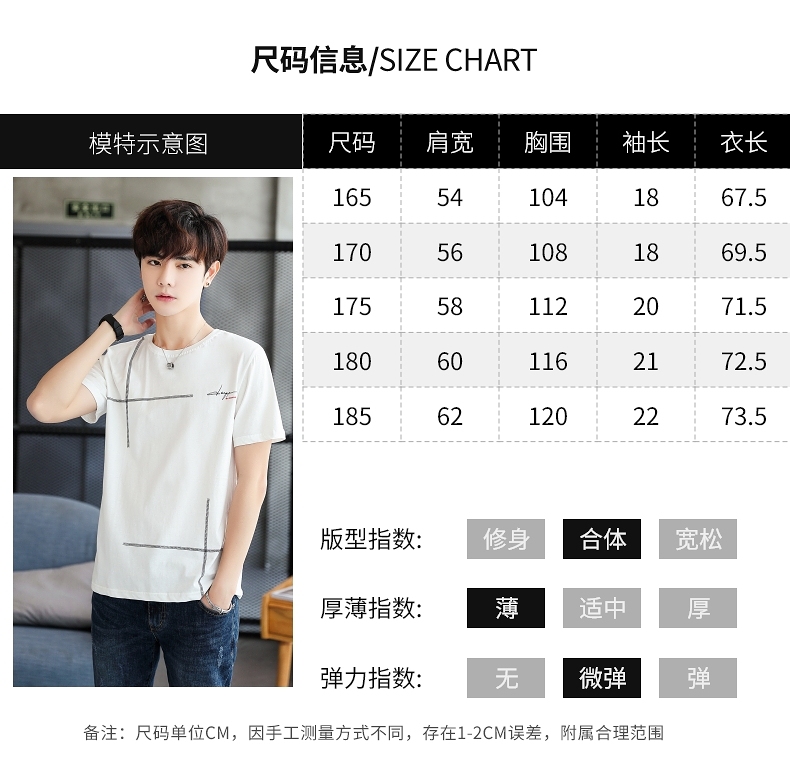 尺码信息/SIZE CHART
模特示意图
尺码 肩宽 胸围 袖长 衣长
165 54 104 18 67.5
170 56 108 18 69.5
175 58 112 20 71.5
180 60 116 21 72.5
185 62 120 22 73.5
版型指数: 修身 合体 宽松
厚薄指数: 薄 适中 厚
弹力指数: 无 微弹 弹
备注：尺码单位CM，因手工测量方式不同，存在1-2CM误差，附属合理范围